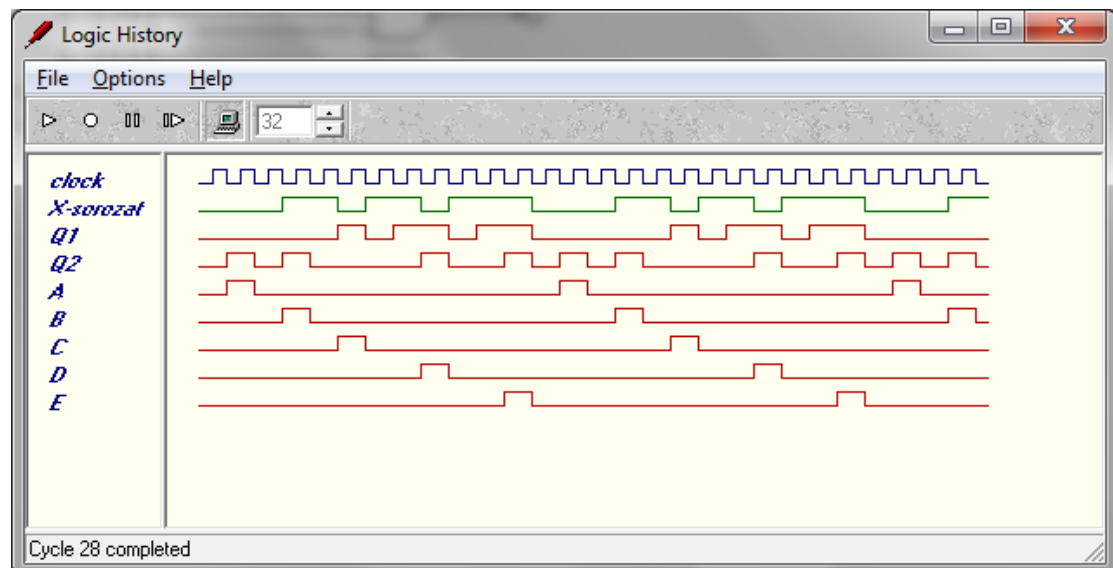 Logic History
File Options Help
32
clock
X-sorozat
Q1
Q2
A
B
C
D
E
Cycle 28 completed